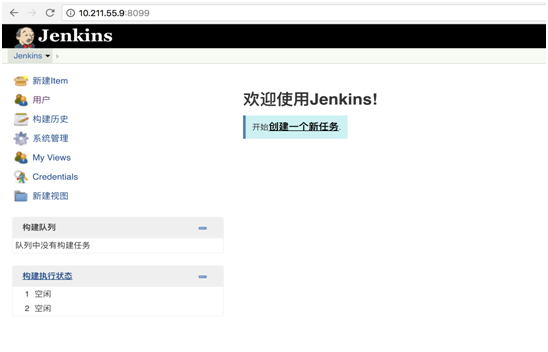 10.211.55.9:8099
Jenkins
Jenkins
新建Item
用户
构建历史
系统管理
My Views
Credentials
新建视图
构建队列
队列中没有构建任务
构建执行状态
1 空闲
2 空闲
欢迎使用Jenkins!
开始创建一个新任务.